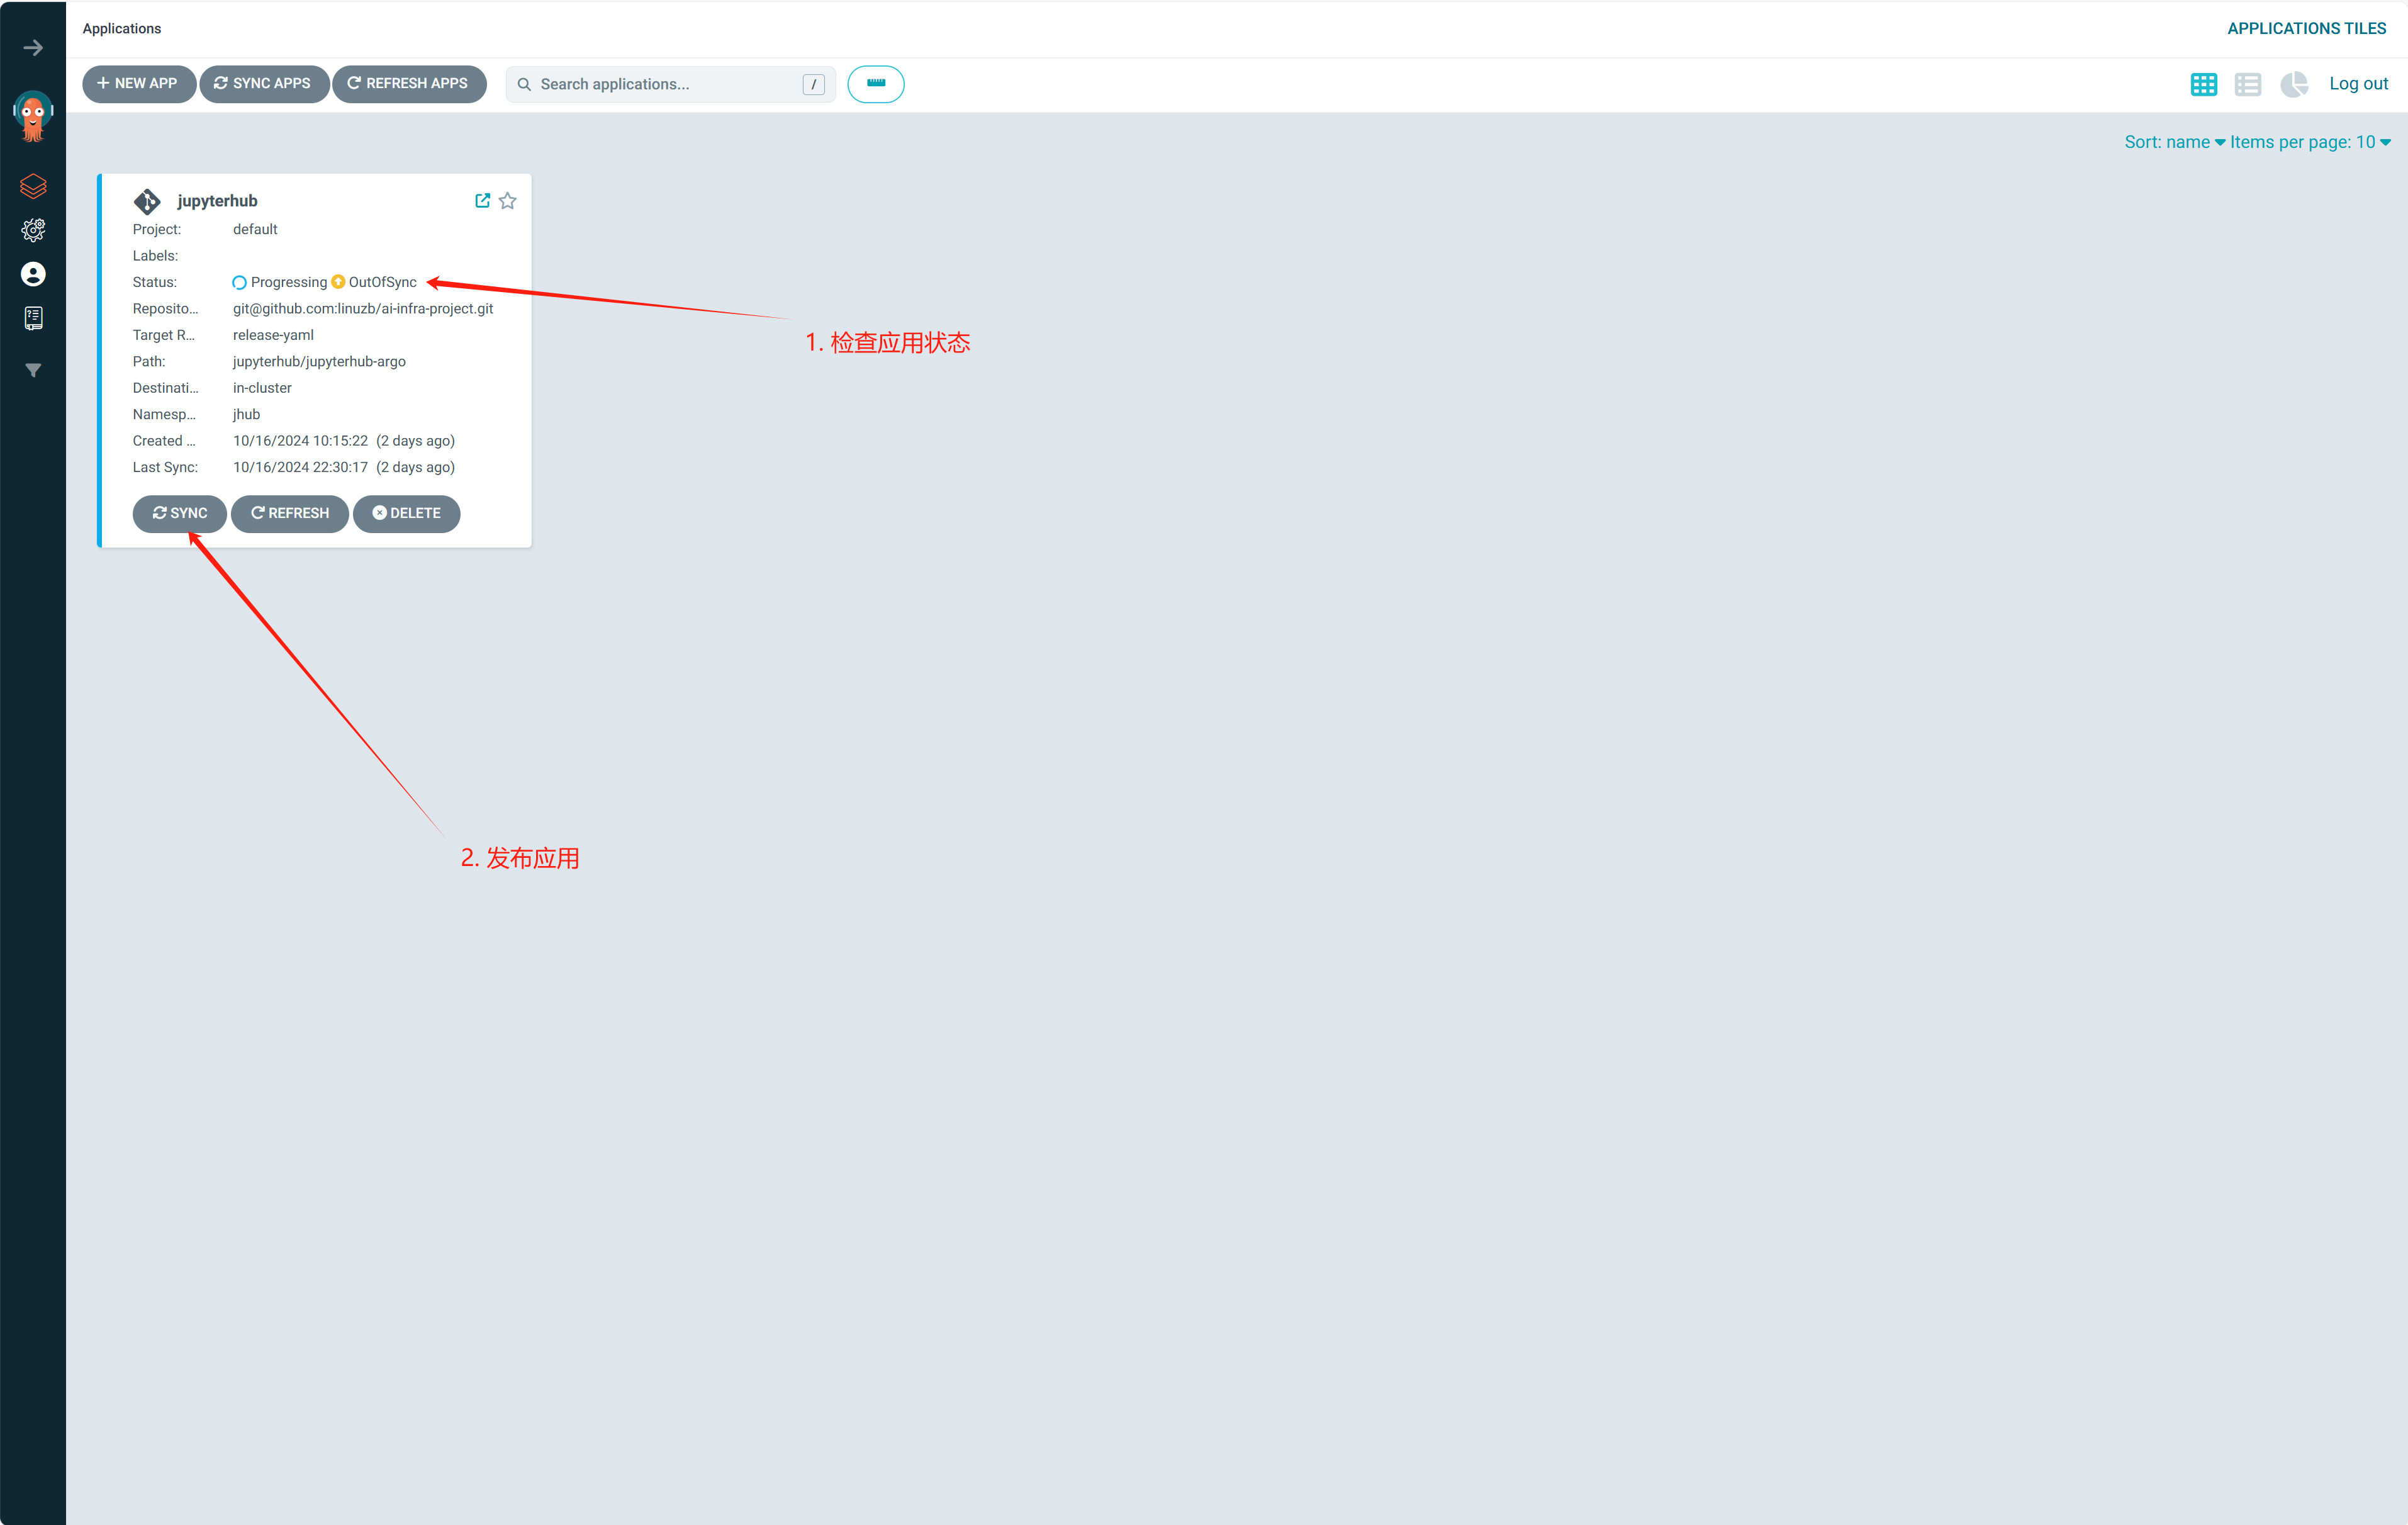 Applications
APPLICATIONS TILES
NEW APP
SYNC APPS
REFRESH APPS
Search applications...
/
Log out
Sort: name
Items per page: 10
jupyterhub
Project: default
Labels:
Status: Progressing OutOfSync
Reposito... git@github.com:linuzb/ai-infra-project.git
Target R... release-yaml
Path: jupyterhub/jupyterhub-argo
Destinati... in-cluster
Namesp... jhub
Created ... 10/16/2024 10:15:22 (2 days ago)
Last Sync: 10/16/2024 22:30:17 (2 days ago)
SYNC
REFRESH
DELETE
1. 检查应用状态
2. 发布应用